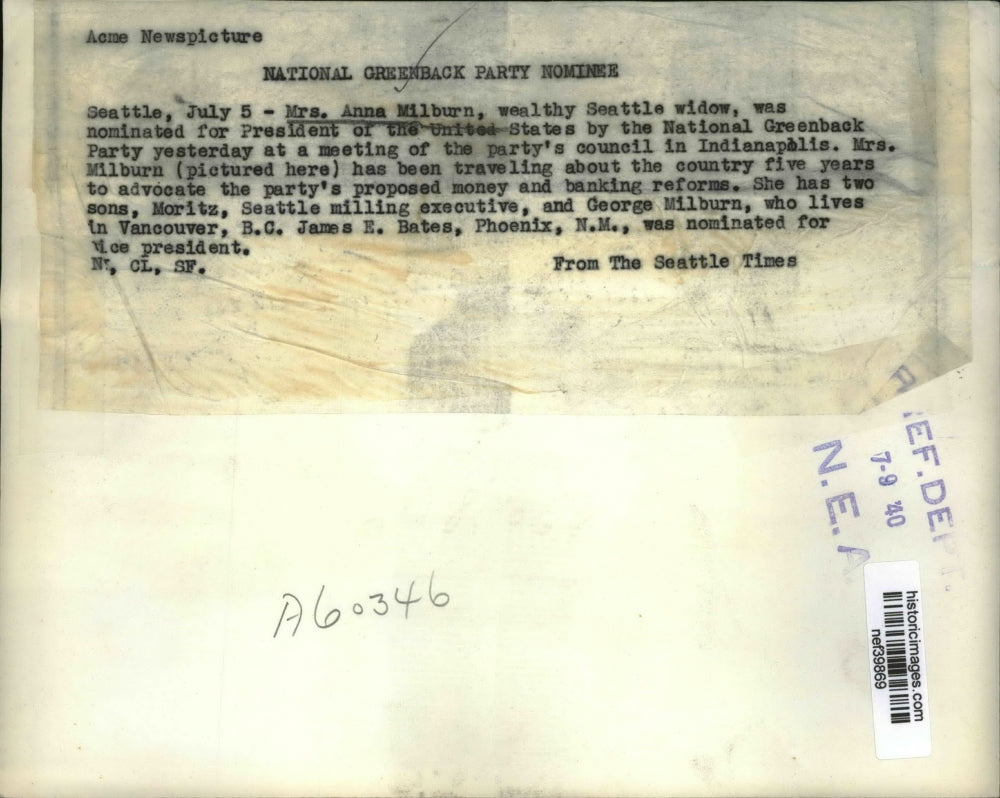 Acme Newspicture
NATIONAL GREENBACK PARTY NOMINEE
Seattle, July 5 - Mrs. Anna Milburn, wealthy Seattle widow, was
nominated for President of the United States by the National Greenback
Party yesterday at a meeting of the party's council in Indianapolis. Mrs.
Milburn (pictured here) has been traveling about the country five years
to advocate the party's proposed money and banking reforms. She has two
sons, Moritz, Seattle milling executive, and George Milburn, who lives
in Vancouver, B.C. James E. Bates, Phoenix, N.M., was nominated for
vice president.
CL, SF.
From The Seattle Times
REF. DEPT.
7-9 '40
N.E.A
A60346
historicimages.com
nef39869